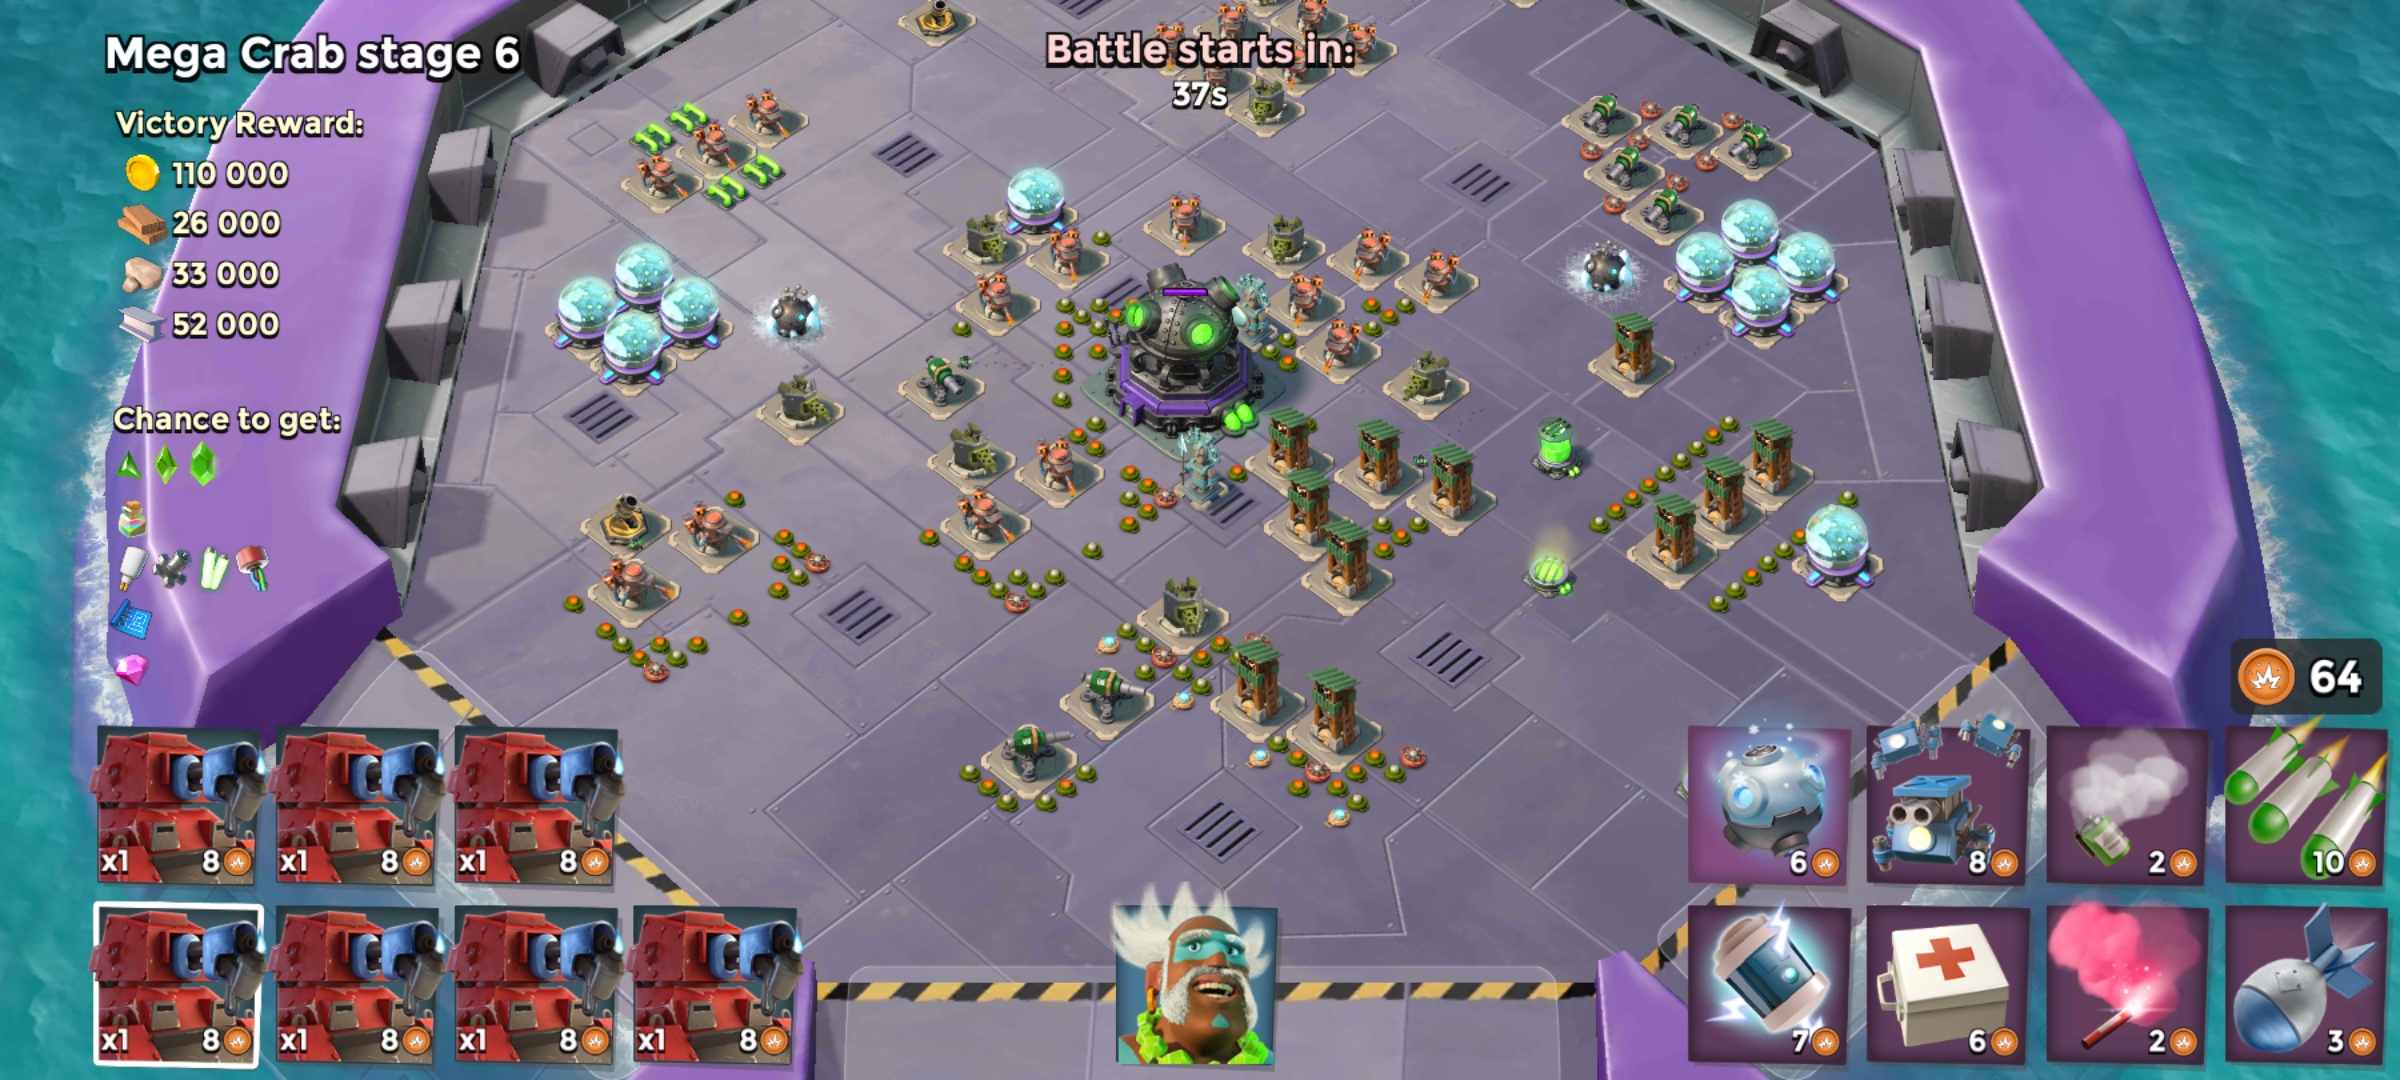 Mega Crab stage 6
Battle starts in:
37s
Victory Reward:
110 000
26 000
33 000
52 000
Chance to get:
64
x1 8
x1 8
x1 8
6
8
2
10
x1 8
x1 8
x1 8
x1 8
7
6
2
3